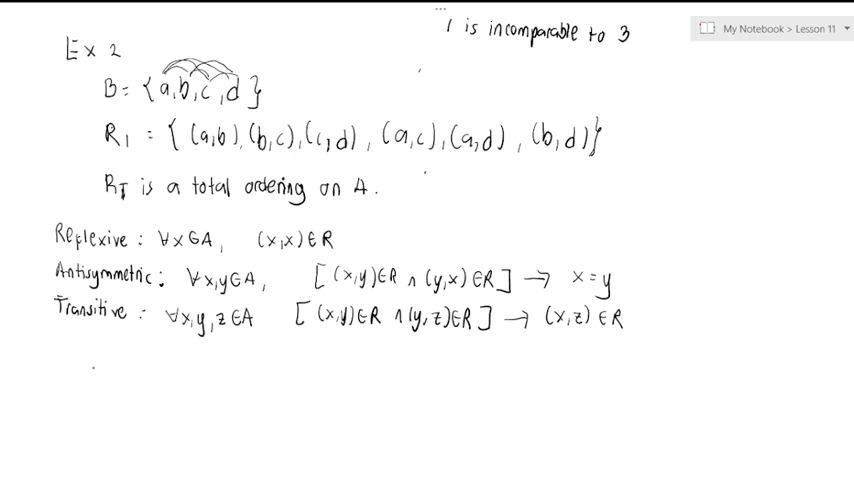 1 is incomparable to 3
My Notebook > Lesson 11
Ex 2
B = {a,b,c,d}
R₁ = {(a,b),(b,c),(c,d),(a,c),(a,d),(b,d)}
R_T is a total ordering on A.
Reflexive: ∀x∈A, (x,x)∈R
Antisymmetric: ∀x,y∈A, [(x,y)∈R ∧ (y,x)∈R] → x=y
Transitive: ∀x,y,z∈A [(x,y)∈R ∧ (y,z)∈R] → (x,z)∈R